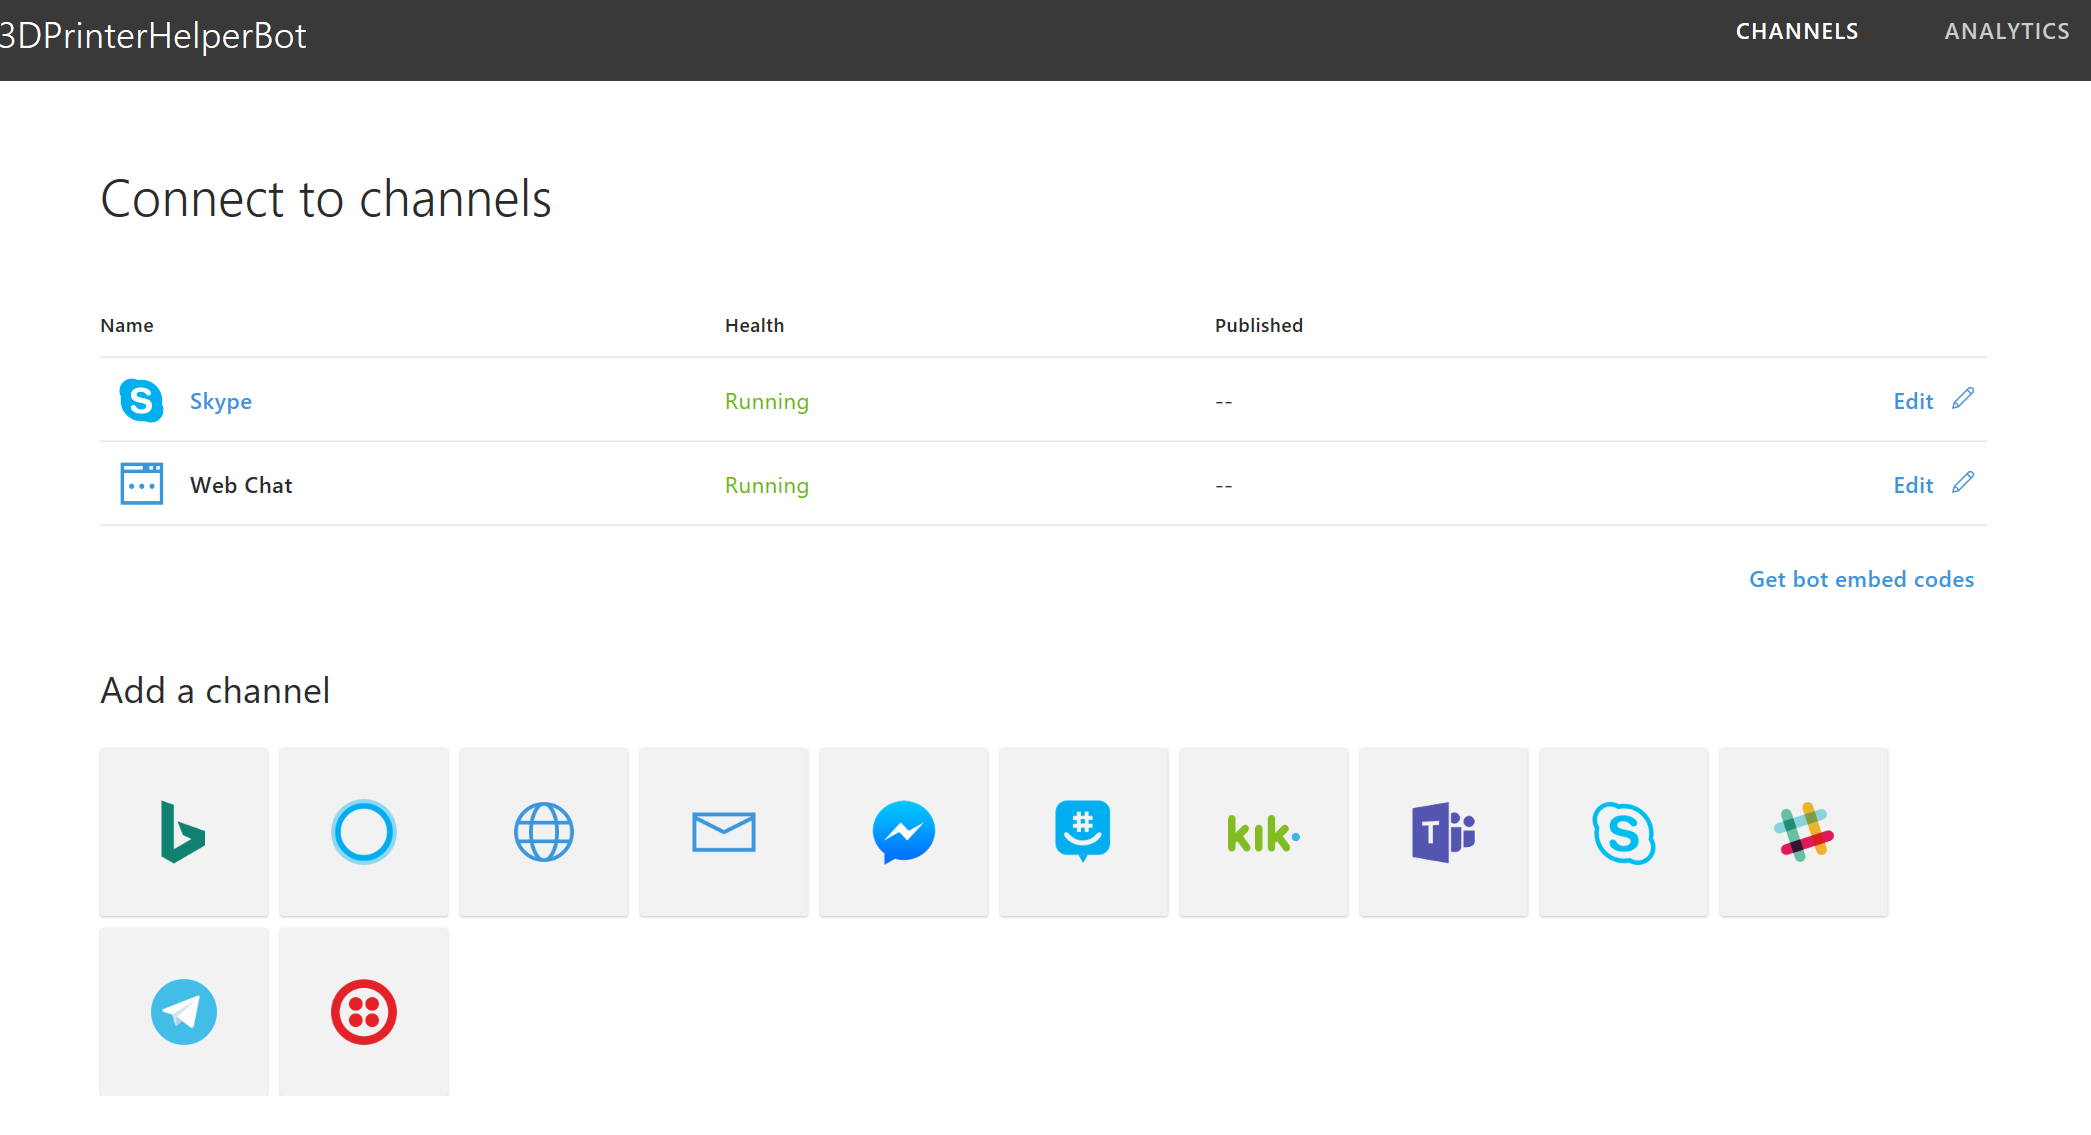 3DPrinterHelperBot
CHANNELS ANALYTICS
Connect to channels
Name Health Published
Skype Running -- Edit
Web Chat Running -- Edit
Get bot embed codes
Add a channel
kik.
T